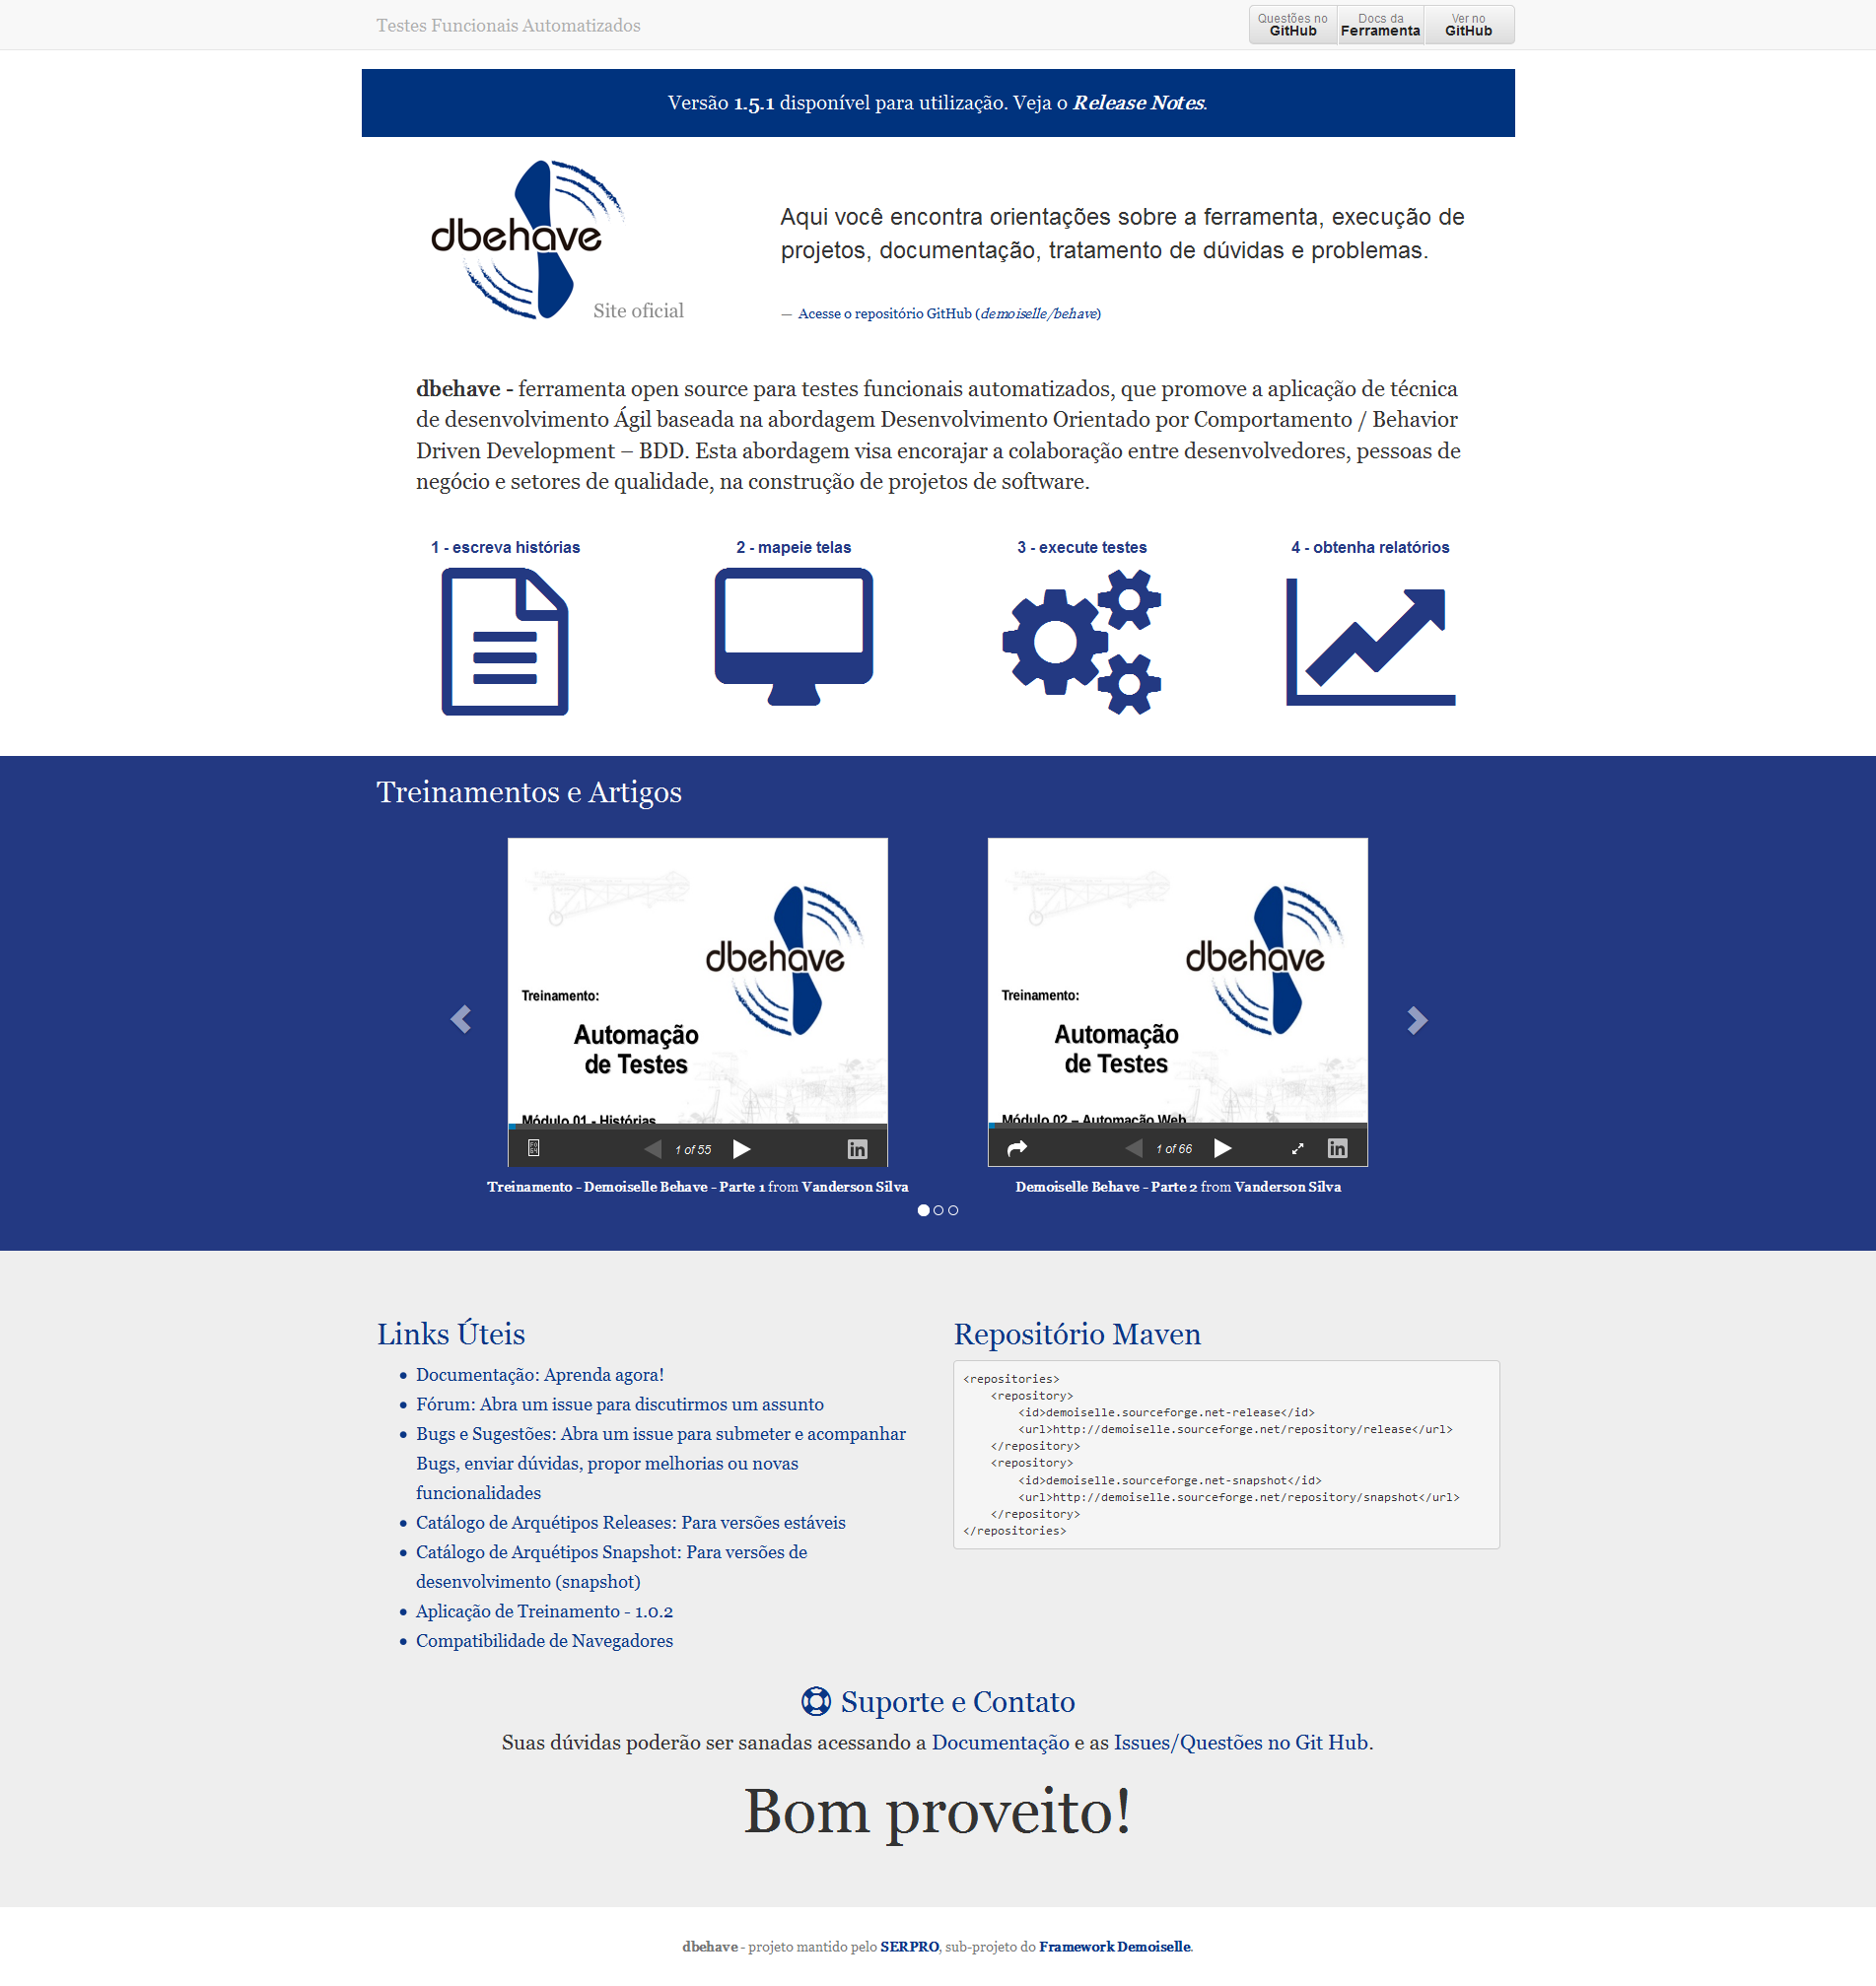 Testes Funcionais Automatizados
Questões no GitHub
Docs da Ferramenta
Ver no GitHub
Versão 1.5.1 disponível para utilização. Veja o Release Notes.
dbehave
Site oficial
Aqui você encontra orientações sobre a ferramenta, execução de
projetos, documentação, tratamento de dúvidas e problemas.
— Acesse o repositório GitHub (demoiselle/behave)
dbehave - ferramenta open source para testes funcionais automatizados, que promove a aplicação de técnica
de desenvolvimento Ágil baseada na abordagem Desenvolvimento Orientado por Comportamento / Behavior
Driven Development – BDD. Esta abordagem visa encorajar a colaboração entre desenvolvedores, pessoas de
negócio e setores de qualidade, na construção de projetos de software.
1 - escreva histórias
2 - mapeie telas
3 - execute testes
4 - obtenha relatórios
Treinamentos e Artigos
dbehave
Treinamento:
Automação
de Testes
Módulo 01 - Histórias
1 of 55
in
Treinamento - Demoiselle Behave - Parte 1 from Vanderson Silva
dbehave
Treinamento:
Automação
de Testes
Módulo 02 – Automação Web
1 of 66
in
Demoiselle Behave - Parte 2 from Vanderson Silva
Links Úteis
Documentação: Aprenda agora!
Fórum: Abra um issue para discutirmos um assunto
Bugs e Sugestões: Abra um issue para submeter e acompanhar
Bugs, enviar dúvidas, propor melhorias ou novas
funcionalidades
Catálogo de Arquétipos Releases: Para versões estáveis
Catálogo de Arquétipos Snapshot: Para versões de
desenvolvimento (snapshot)
Aplicação de Treinamento - 1.0.2
Compatibilidade de Navegadores
Repositório Maven
<repositories>
    <repository>
        <id>demoiselle.sourceforge.net-release</id>
        <url>http://demoiselle.sourceforge.net/repository/release</url>
    </repository>
    <repository>
        <id>demoiselle.sourceforge.net-snapshot</id>
        <url>http://demoiselle.sourceforge.net/repository/snapshot</url>
    </repository>
</repositories>
Suporte e Contato
Suas dúvidas poderão ser sanadas acessando a Documentação e as Issues/Questões no Git Hub.
Bom proveito!
dbehave - projeto mantido pelo SERPRO, sub-projeto do Framework Demoiselle.